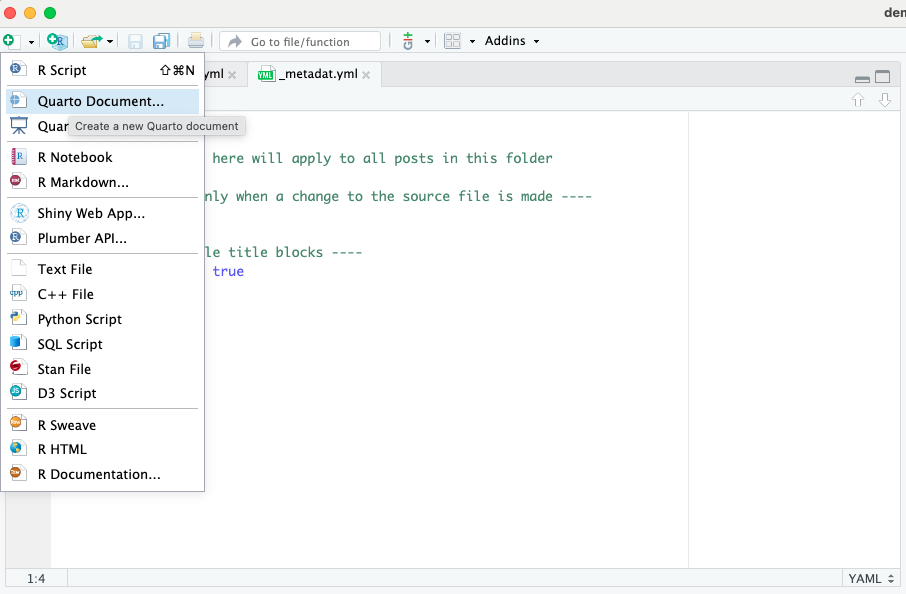 den
Go to file/function
Git
Addins
R Script ⇧⌘N
yml
YML _metadat.yml
Quarto Document...
Quar
Create a new Quarto document
R Notebook
here will apply to all posts in this folder
R Markdown...
nly when a change to the source file is made ----
Shiny Web App...
Plumber API...
le title blocks ----
Text File
true
C++ File
Python Script
SQL Script
Stan File
D3 Script
R Sweave
R HTML
R Documentation...
1:4
YAML